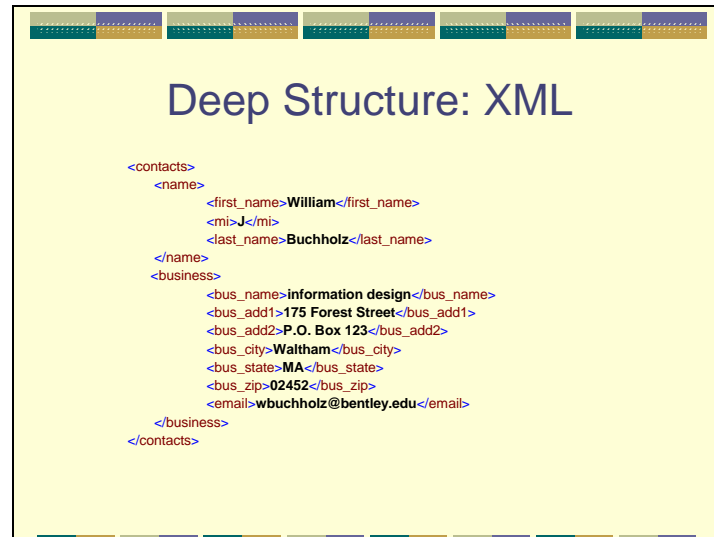 Deep Structure: XML
<contacts>
<name>
<first_name>William</first_name>
<mi>J</mi>
<last_name>Buchholz</last_name>
</name>
<business>
<bus_name>information design</bus_name>
<bus_add1>175 Forest Street</bus_add1>
<bus_add2>P.O. Box 123</bus_add2>
<bus_city>Waltham</bus_city>
<bus_state>MA</bus_state>
<bus_zip>02452</bus_zip>
<email>wbuchholz@bentley.edu</email>
</business>
</contacts>